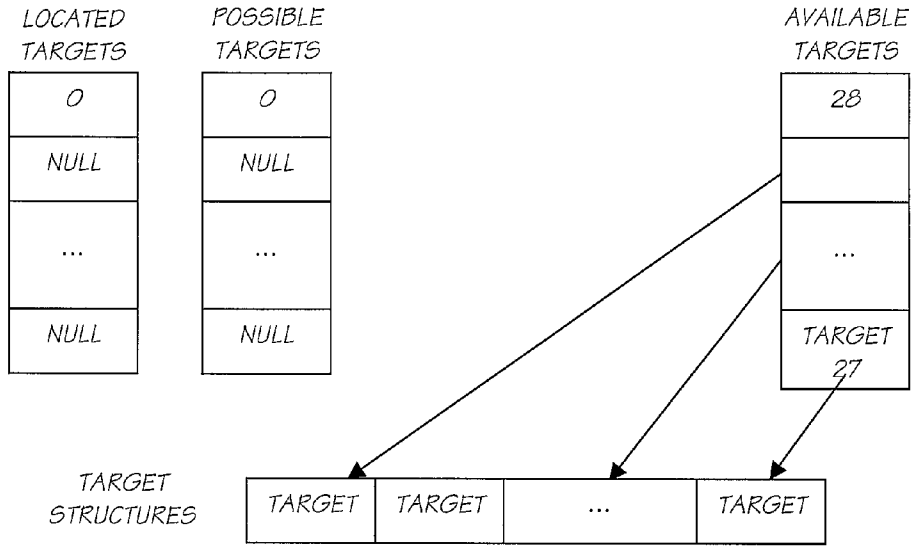 LOCATED
TARGETS
0
NULL
...
NULL
POSSIBLE
TARGETS
0
NULL
...
NULL
AVAILABLE
TARGETS
28
...
TARGET
27
TARGET
STRUCTURES
TARGET
TARGET
...
TARGET